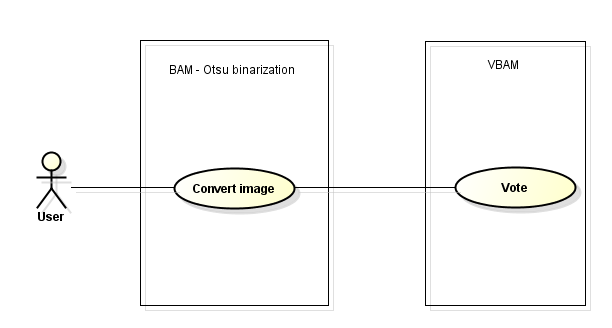 BAM - Otsu binarization
VBAM
Convert image
Vote
User